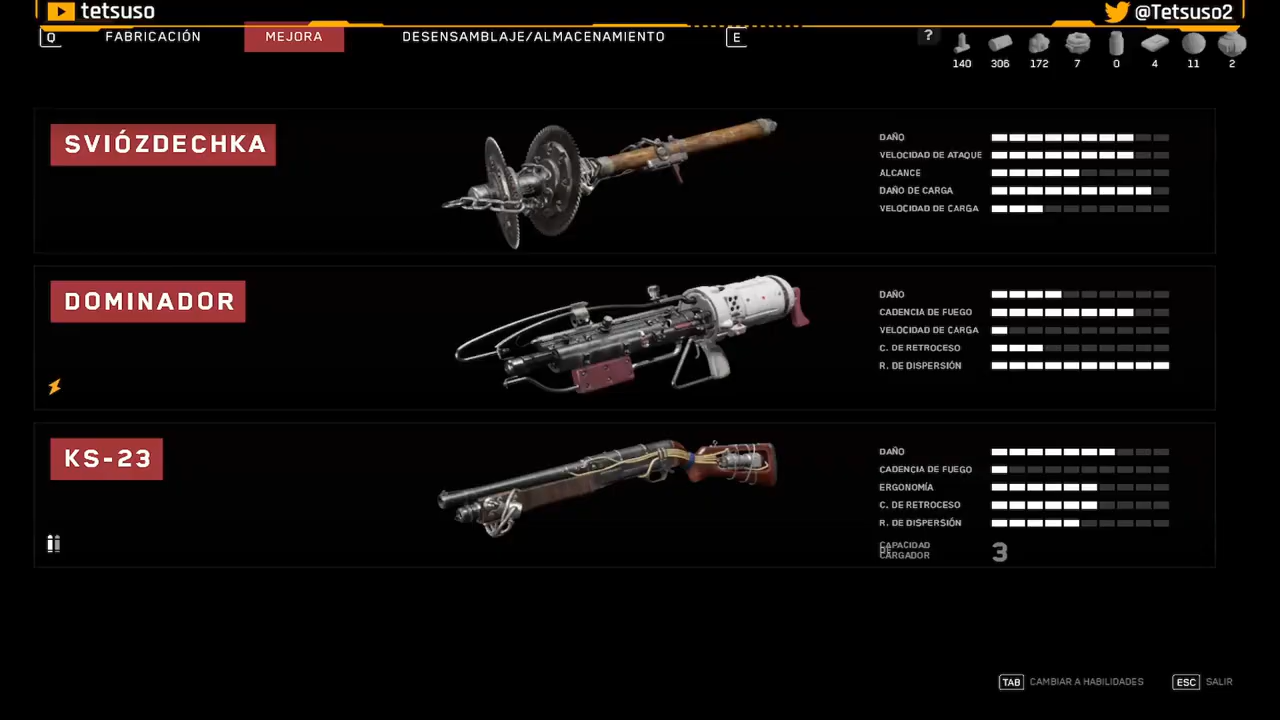 tetsuso
@Tetsuso2
Q FABRICACIÓN MEJORA DESENSAMBLAJE/ALMACENAMIENTO E
?
140 306 172 7 0 4 11 2
SVIÓZDECHKA
DAÑO
VELOCIDAD DE ATAQUE
ALCANCE
DAÑO DE CARGA
VELOCIDAD DE CARGA
DOMINADOR
DAÑO
CADENCIA DE FUEGO
VELOCIDAD DE CARGA
C. DE RETROCESO
R. DE DISPERSIÓN
KS-23
DAÑO
CADENCIA DE FUEGO
ERGONOMÍA
C. DE RETROCESO
R. DE DISPERSIÓN
CAPACIDAD
DE
CARGADOR
3
TAB CAMBIAR A HABILIDADES ESC SALIR